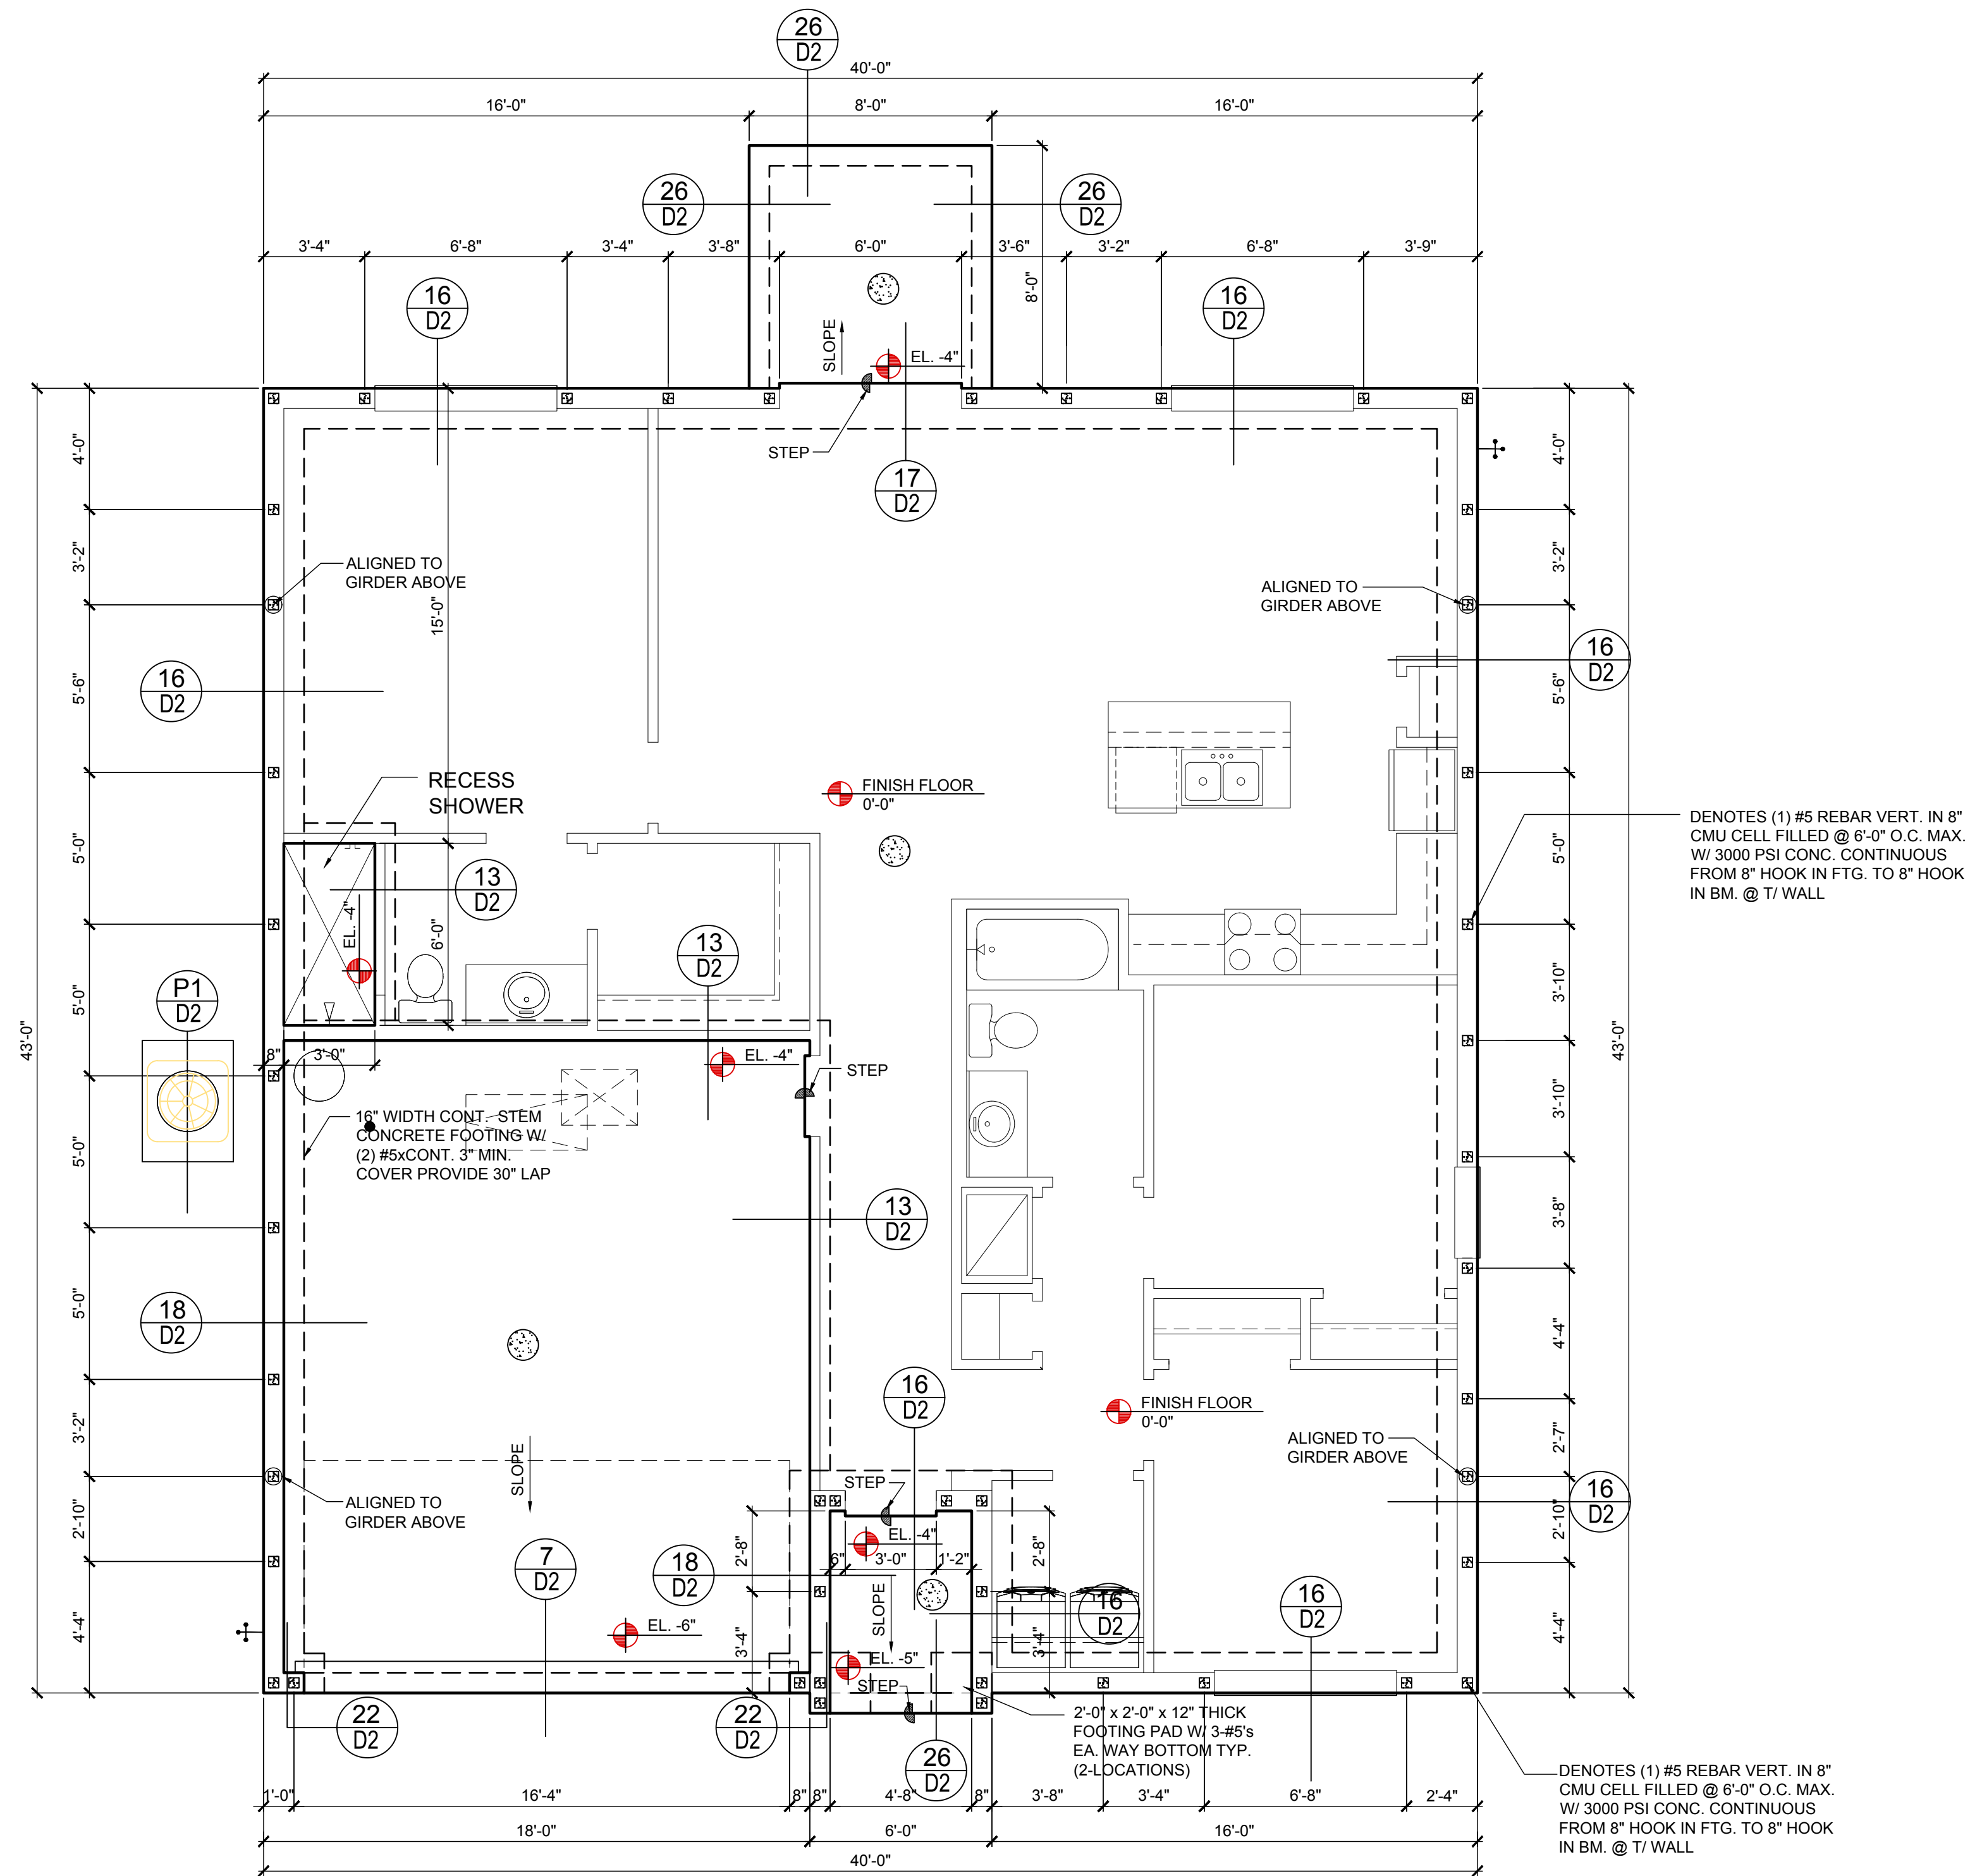 26
D2
40'-0"
16'-0"
8'-0"
16'-0"
26
D2
26
D2
3'-4"
6'-8"
3'-4"
3'-8"
6'-0"
3'-6"
3'-2"
6'-8"
3'-9"
8'-0"
16
D2
16
D2
SLOPE
EL. -4"
STEP
17
D2
4'-0"
4'-0"
3'-2"
3'-2"
ALIGNED TO
GIRDER ABOVE
ALIGNED TO
GIRDER ABOVE
15'-0"
16
D2
16
D2
5'-6"
5'-6"
RECESS
SHOWER
FINISH FLOOR
0'-0"
DENOTES (1) #5 REBAR VERT. IN 8"
CMU CELL FILLED @ 6'-0" O.C. MAX.
W/ 3000 PSI CONC. CONTINUOUS
FROM 8" HOOK IN FTG. TO 8" HOOK
IN BM. @ T/ WALL
5'-0"
5'-0"
13
D2
EL. -4"
6'-0"
13
D2
P1
D2
5'-0"
3'-10"
43'-0"
43'-0"
8"
3'-0"
EL. -4"
STEP
3'-10"
16" WIDTH CONT. STEM
CONCRETE FOOTING W/
(2) #5xCONT. 3" MIN.
COVER PROVIDE 30" LAP
5'-0"
13
D2
3'-8"
5'-0"
18
D2
4'-4"
16
D2
FINISH FLOOR
0'-0"
3'-2"
2'-7"
ALIGNED TO
GIRDER ABOVE
SLOPE
STEP
ALIGNED TO
GIRDER ABOVE
16
D2
2'-10"
2'-10"
EL. -4"
7
D2
18
D2
2'-8"
6"
3'-0"
1'-2"
2'-8"
SLOPE
16
D2
16
D2
4'-4"
EL. -6"
3'-4"
3'-4"
4'-4"
EL. -5"
STEP
22
D2
22
D2
26
D2
2'-0" x 2'-0" x 12" THICK
FOOTING PAD W/ 3-#5's
EA. WAY BOTTOM TYP.
(2-LOCATIONS)
DENOTES (1) #5 REBAR VERT. IN 8"
CMU CELL FILLED @ 6'-0" O.C. MAX.
W/ 3000 PSI CONC. CONTINUOUS
FROM 8" HOOK IN FTG. TO 8" HOOK
IN BM. @ T/ WALL
1'-0"
16'-4"
8"
8"
4'-8"
8"
3'-8"
3'-4"
6'-8"
2'-4"
18'-0"
6'-0"
16'-0"
40'-0"